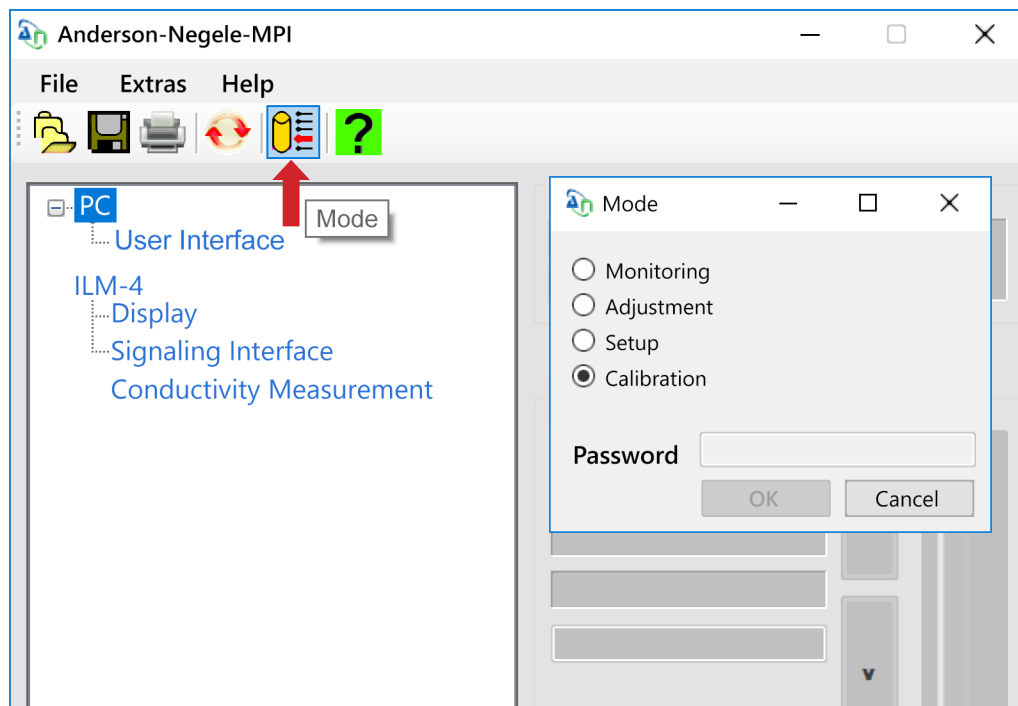 Anderson-Negele-MPI
File Extras Help
?
Mode
PC
User Interface
ILM-4
Display
Signaling Interface
Conductivity Measurement
Mode
Monitoring
Adjustment
Setup
Calibration
Password
OK Cancel
v